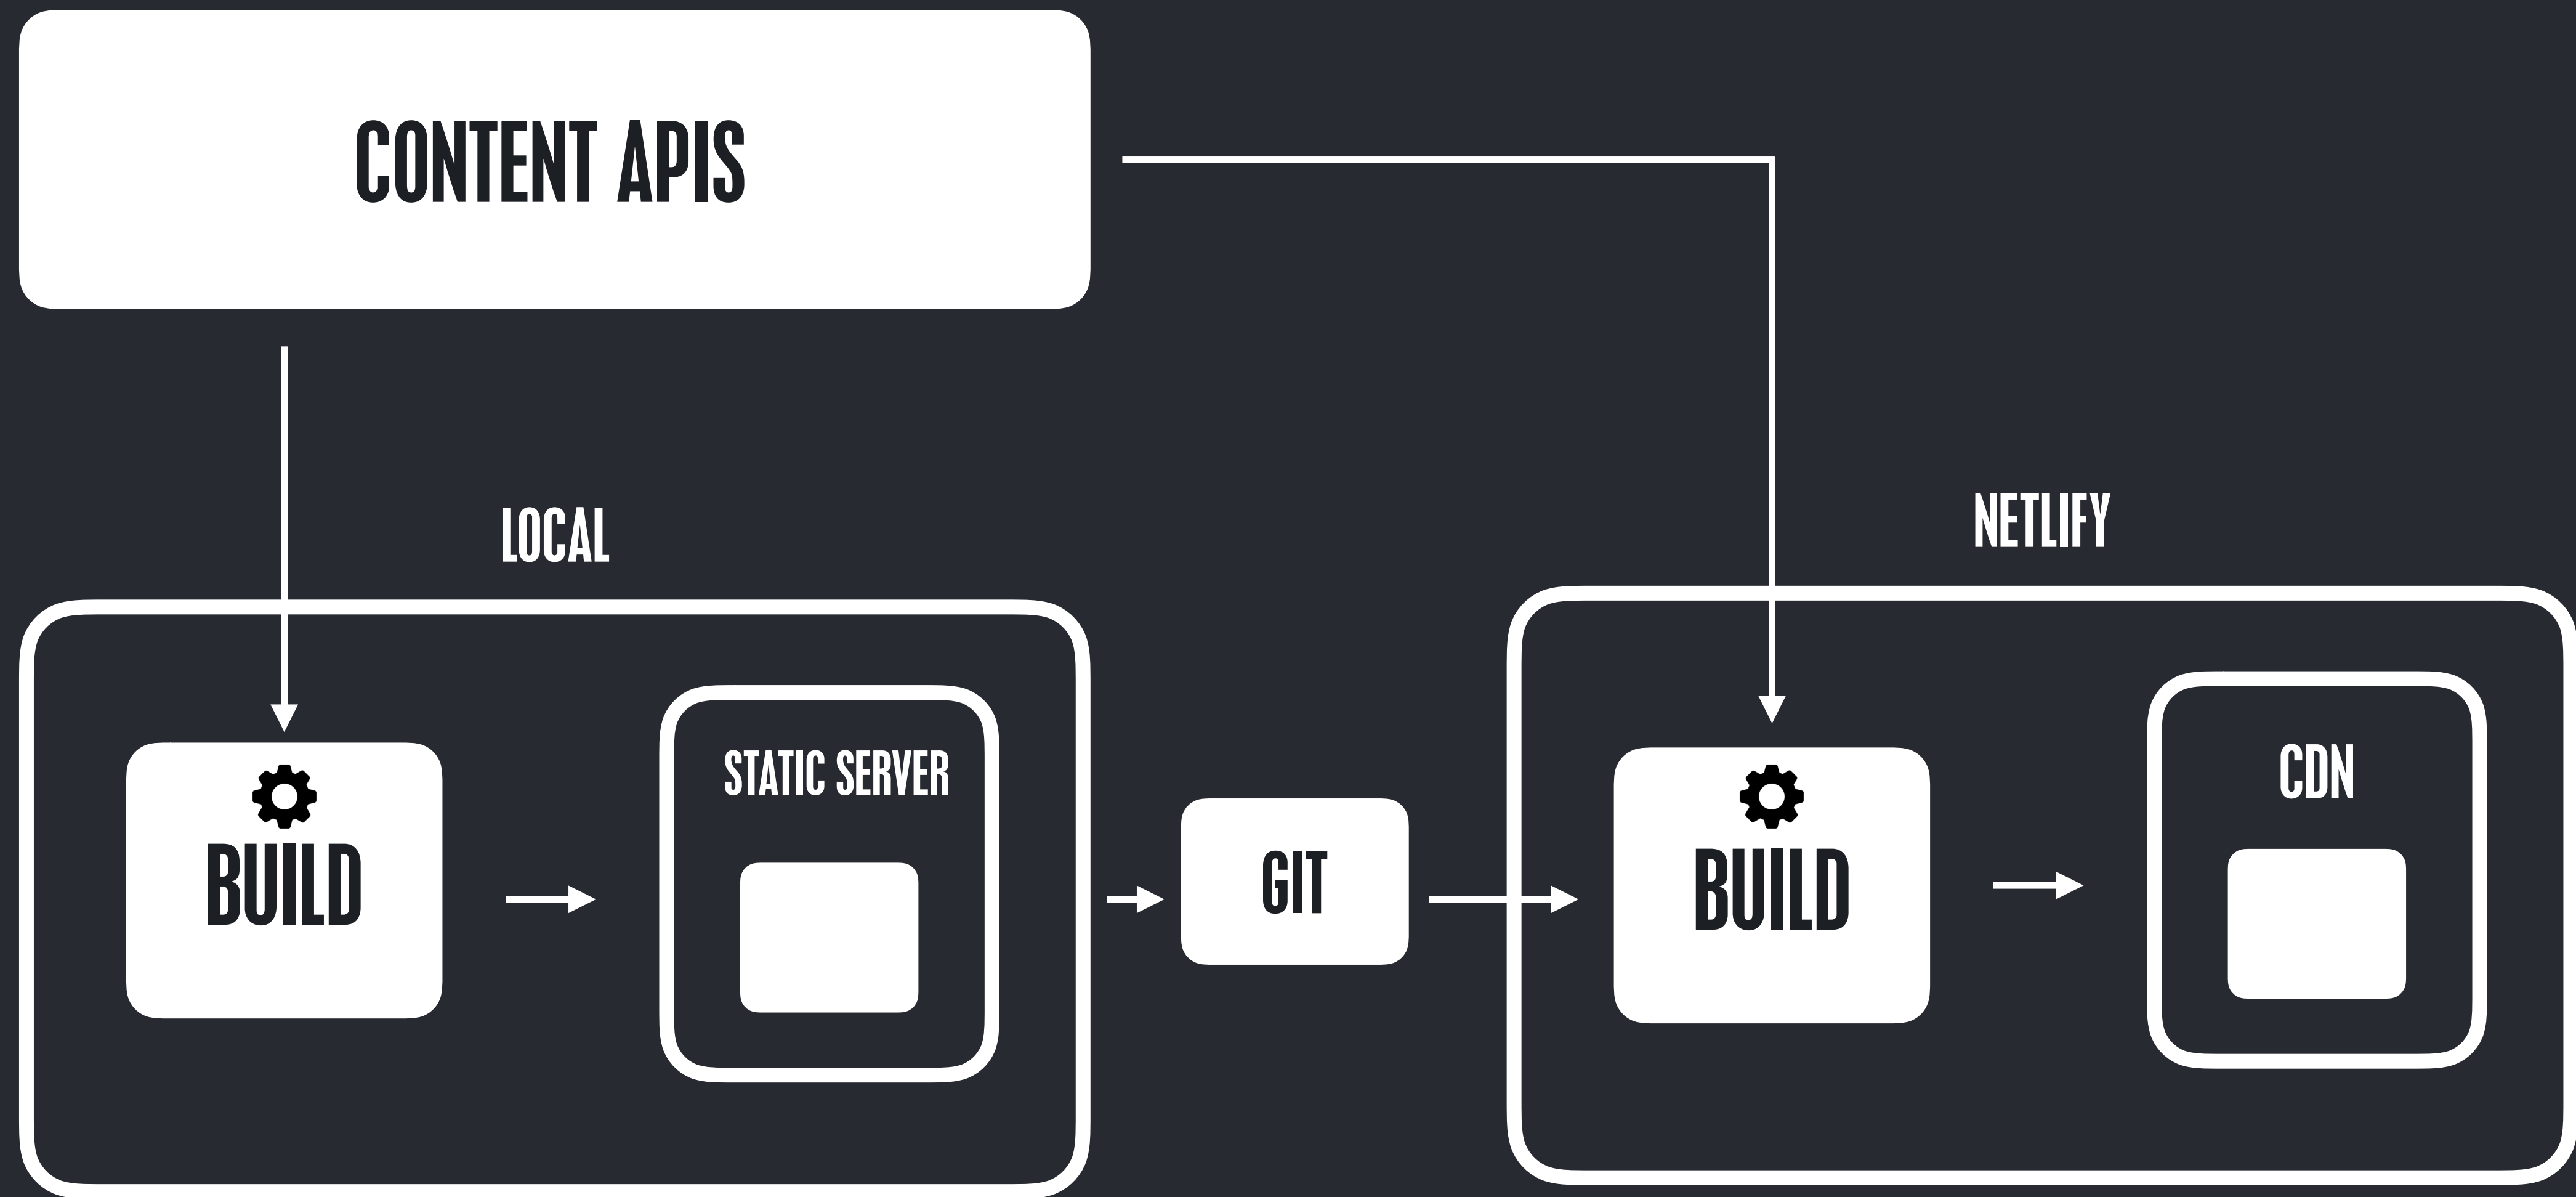 CONTENT APIS
LOCAL
NETLIFY
BUILD
STATIC SERVER
GIT
BUILD
CDN